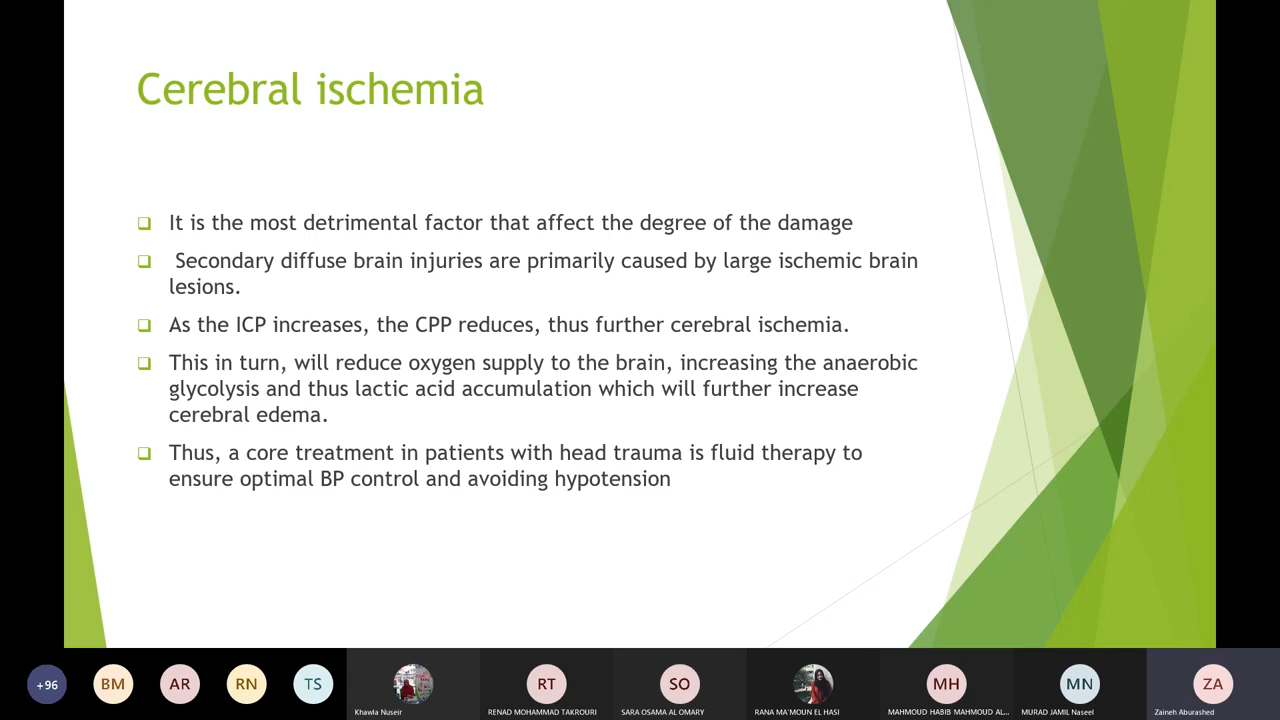 Cerebral ischemia
It is the most detrimental factor that affect the degree of the damage
Secondary diffuse brain injuries are primarily caused by large ischemic brain
lesions.
As the ICP increases, the CPP reduces, thus further cerebral ischemia.
This in turn, will reduce oxygen supply to the brain, increasing the anaerobic
glycolysis and thus lactic acid accumulation which will further increase
cerebral edema.
Thus, a core treatment in patients with head trauma is fluid therapy to
ensure optimal BP control and avoiding hypotension
+96
BM
AR
RN
TS
RT
SO
MH
MN
ZA
Khawla Nuseir
RENAD MOHAMMAD TAKROURI
SARA OSAMA AL OMARY
RANA MA'MOUN EL HASI
MAHMOUD HABIB MAHMOUD AL...
MURAD JAMIL Naseel
Zaineh Aburashed